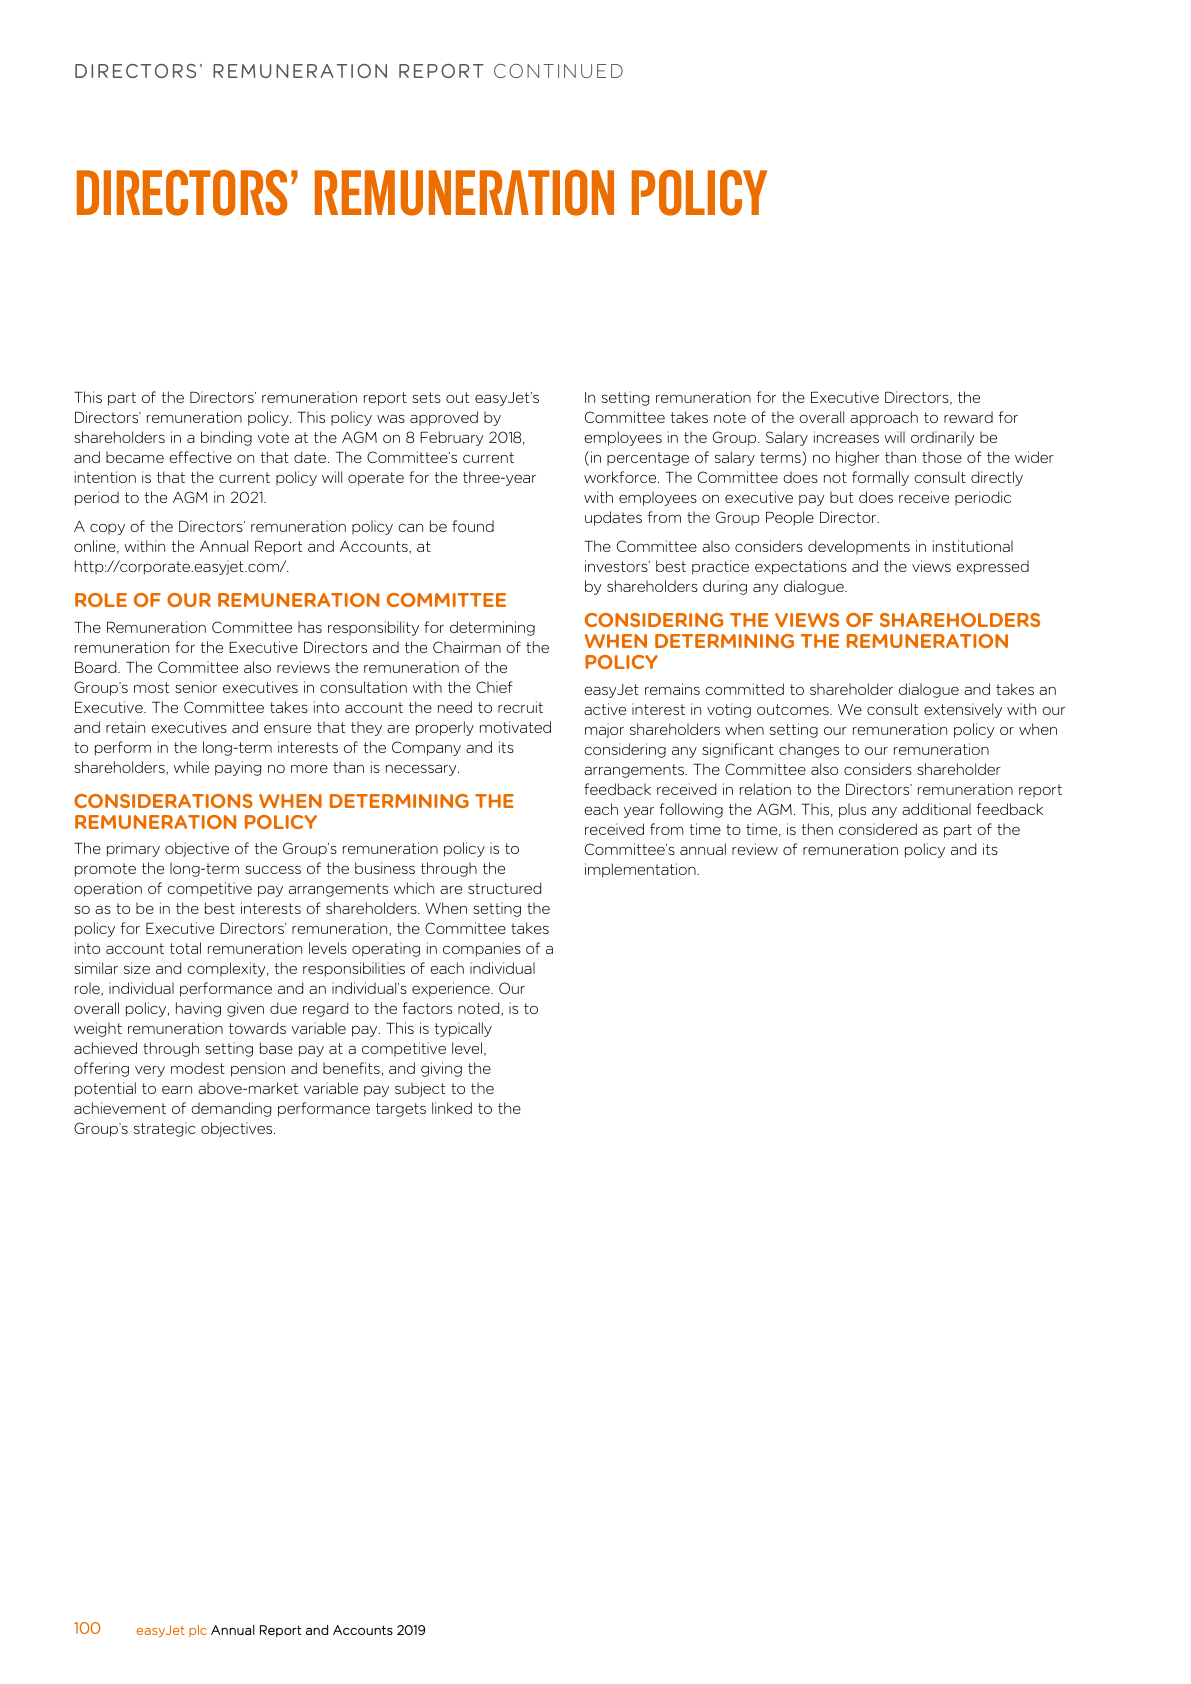 DIRECTORS’ REMUNERATION REPORT CONTINUED
DIRECTORS’ REMUNERATION POLICY
This part of the Directors’ remuneration report sets out easyJet’s
Directors’ remuneration policy. This policy was approved by
shareholders in a binding vote at the AGM on 8 February 2018,
and became effective on that date. The Committee’s current
intention is that the current policy will operate for the three-year
period to the AGM in 2021.
A copy of the Directors’ remuneration policy can be found
online, within the Annual Report and Accounts, at
http://corporate.easyjet.com/.
ROLE OF OUR REMUNERATION COMMITTEE
The Remuneration Committee has responsibility for determining
remuneration for the Executive Directors and the Chairman of the
Board. The Committee also reviews the remuneration of the
Group’s most senior executives in consultation with the Chief
Executive. The Committee takes into account the need to recruit
and retain executives and ensure that they are properly motivated
to perform in the long-term interests of the Company and its
shareholders, while paying no more than is necessary.
CONSIDERATIONS WHEN DETERMINING THE
REMUNERATION POLICY
The primary objective of the Group’s remuneration policy is to
promote the long-term success of the business through the
operation of competitive pay arrangements which are structured
so as to be in the best interests of shareholders. When setting the
policy for Executive Directors’ remuneration, the Committee takes
into account total remuneration levels operating in companies of a
similar size and complexity, the responsibilities of each individual
role, individual performance and an individual’s experience. Our
overall policy, having given due regard to the factors noted, is to
weight remuneration towards variable pay. This is typically
achieved through setting base pay at a competitive level,
offering very modest pension and benefits, and giving the
potential to earn above-market variable pay subject to the
achievement of demanding performance targets linked to the
Group’s strategic objectives.
In setting remuneration for the Executive Directors, the
Committee takes note of the overall approach to reward for
employees in the Group. Salary increases will ordinarily be
(in percentage of salary terms) no higher than those of the wider
workforce. The Committee does not formally consult directly
with employees on executive pay but does receive periodic
updates from the Group People Director.
The Committee also considers developments in institutional
investors’ best practice expectations and the views expressed
by shareholders during any dialogue.
CONSIDERING THE VIEWS OF SHAREHOLDERS
WHEN DETERMINING THE REMUNERATION
POLICY
easyJet remains committed to shareholder dialogue and takes an
active interest in voting outcomes. We consult extensively with our
major shareholders when setting our remuneration policy or when
considering any significant changes to our remuneration
arrangements. The Committee also considers shareholder
feedback received in relation to the Directors’ remuneration report
each year following the AGM. This, plus any additional feedback
received from time to time, is then considered as part of the
Committee’s annual review of remuneration policy and its
implementation.
100 easyJet plc Annual Report and Accounts 2019